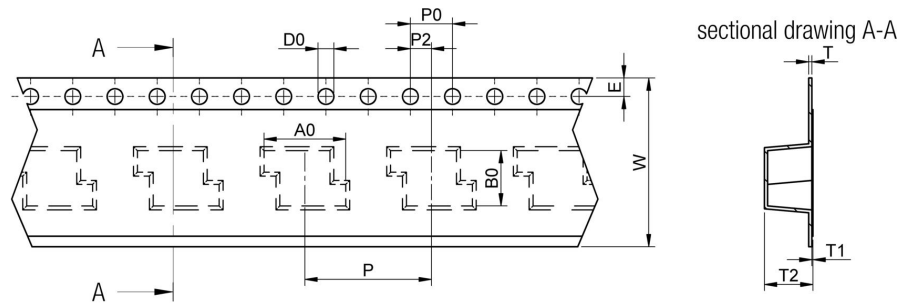 P0
D0
P2
A
sectional drawing A-A
T
E
A0
W
B0
P
A
T1
T2